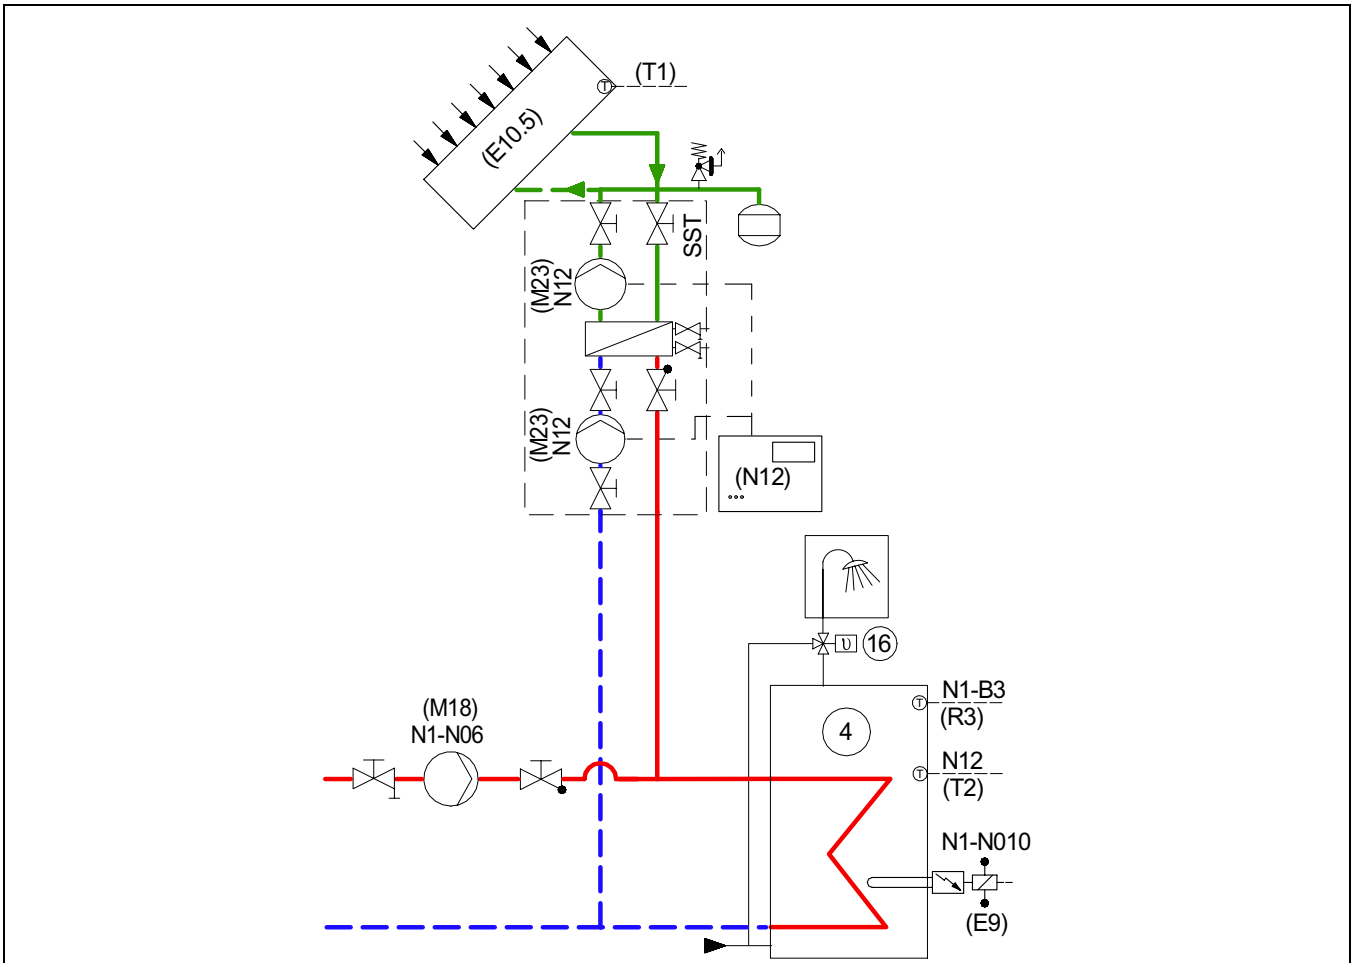 (T1)
(E10.5)
SST
(M23)
N12
(M23)
N12
(N12)
υ
16
N1-B3
(R3)
4
(M18)
N1-N06
N12
(T2)
N1-N010
(E9)
T
T
T